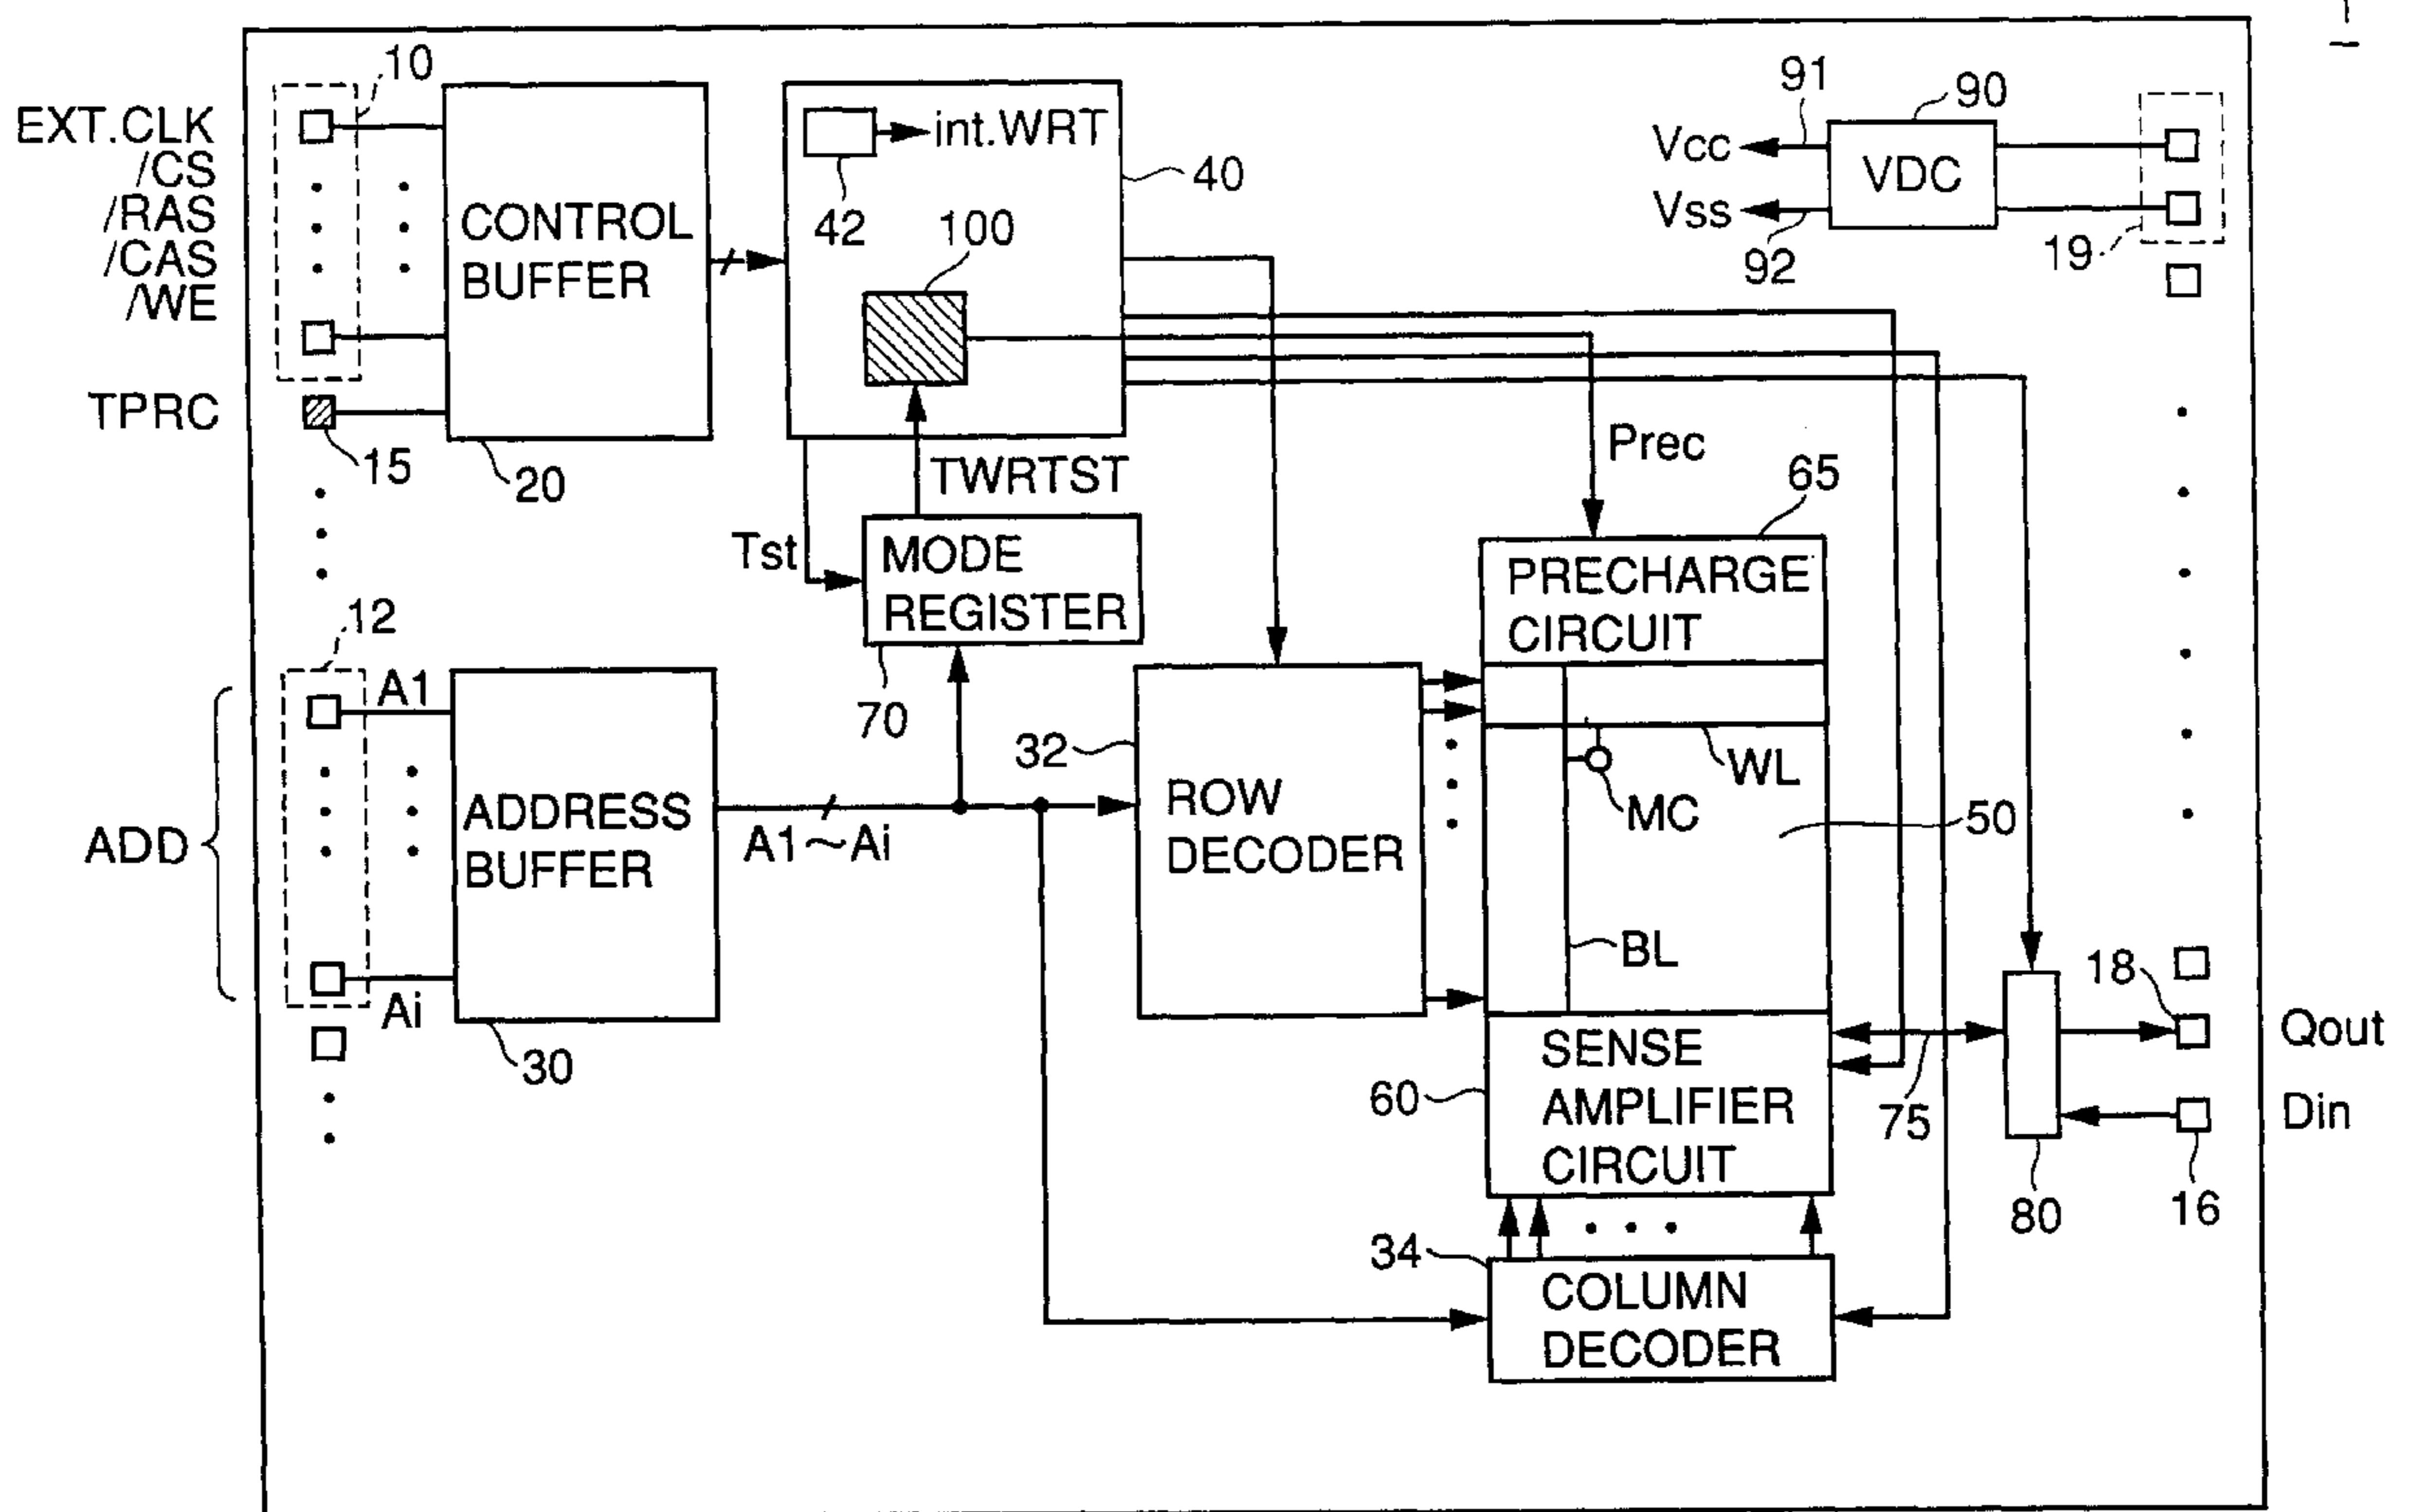 10
EXT.CLK
/CS
/RAS
/CAS
/WE
TPRC
15
CONTROL
BUFFER
20
int.WRT
42
100
40
Vcc
Vss
91
92
90
VDC
19
TWRTST
Tst
MODE
REGISTER
70
Prec
65
PRECHARGE
CIRCUIT
12
ADD
A1
Ai
ADDRESS
BUFFER
30
A1~Ai
32
ROW
DECODER
WL
MC
50
BL
60
SENSE
AMPLIFIER
CIRCUIT
75
18
Qout
Din
80
16
34
COLUMN
DECODER